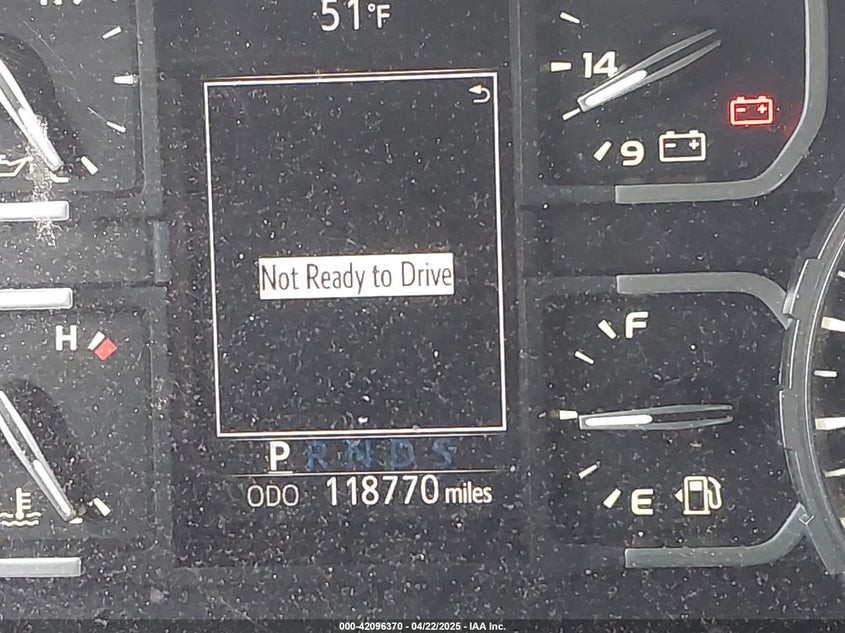 51°F
14
9
Not Ready to Drive
H
F
P R N D S
ODO 118770 miles
E
000-42096370 - 04/22/2025 - IAA Inc.